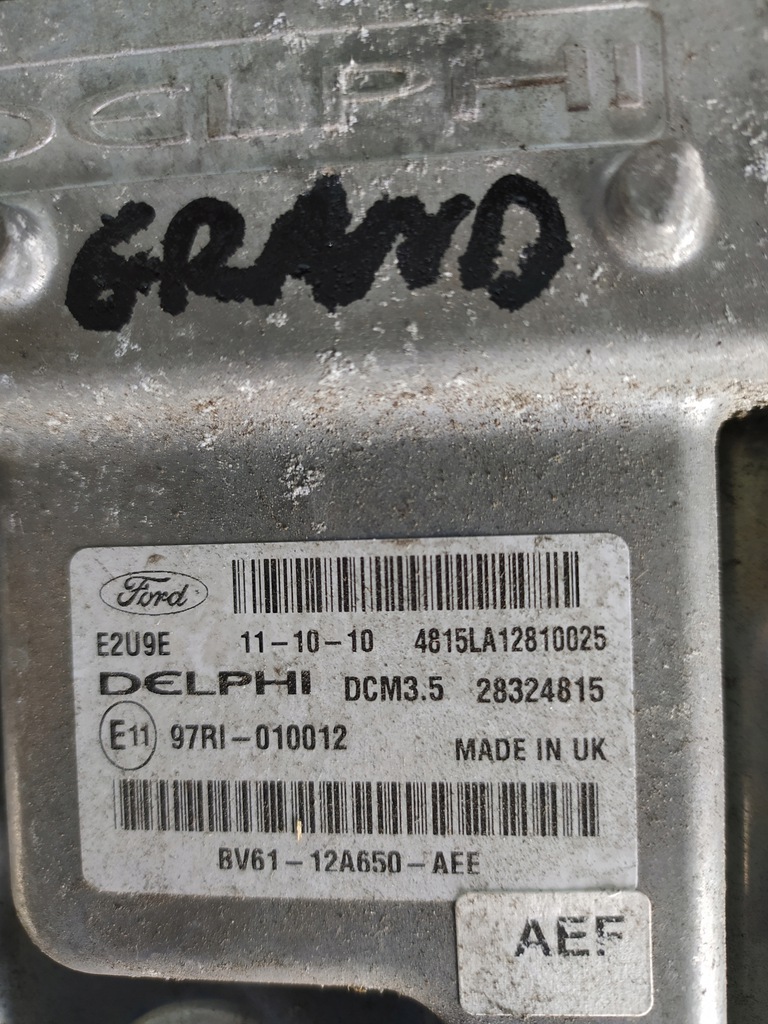 DELPHI
GRAND
Ford
E2U9E 11-10-10 4815LA12810025
DELPHI DCM3.5 28324815
E11 97RI-010012 MADE IN UK
BV61-12A650-AEE
AEF